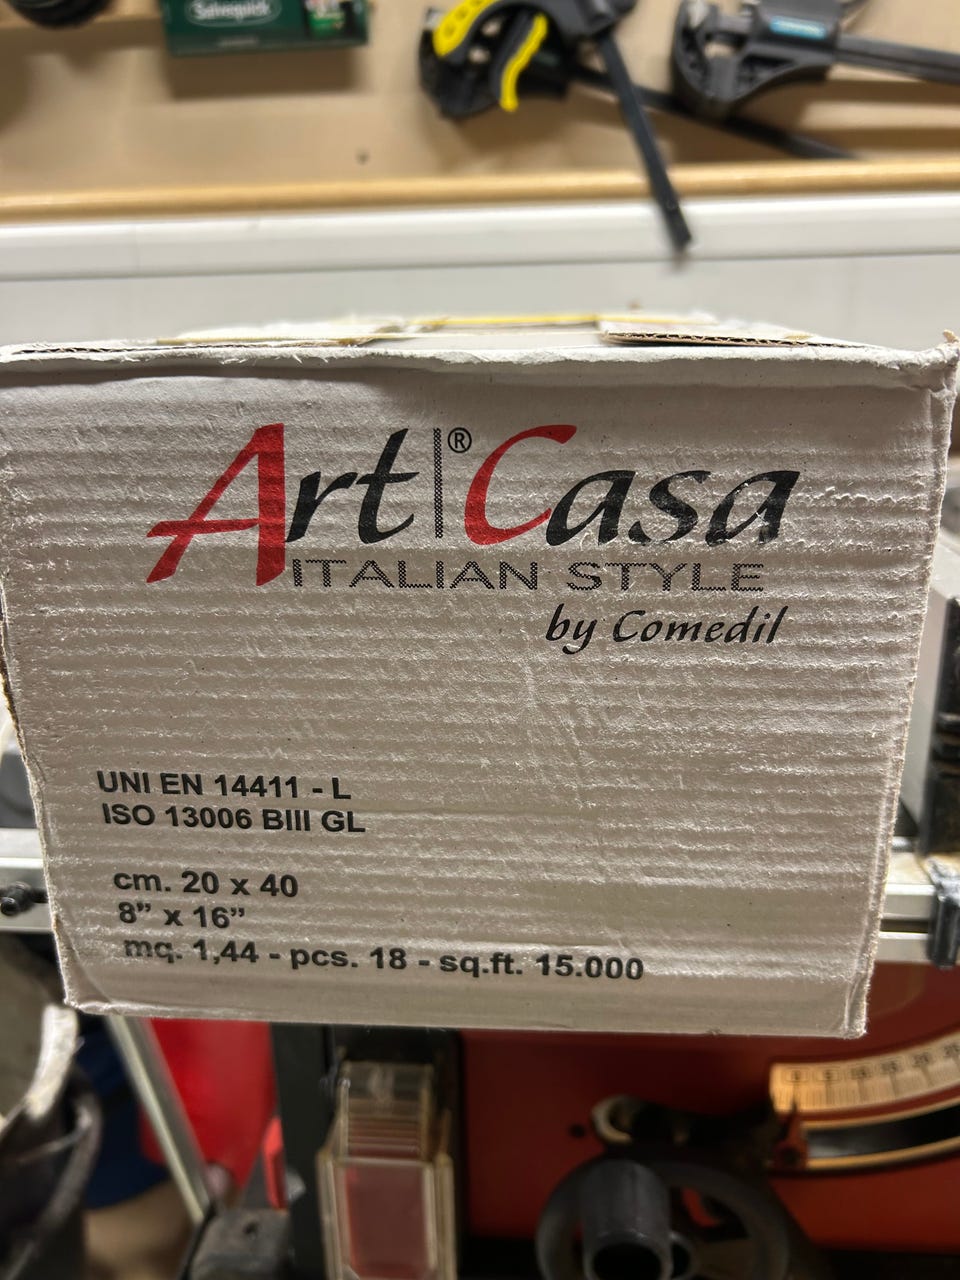 Salvequick
Art|®Casa
ITALIAN STYLE
by Comedil
UNI EN 14411 - L
ISO 13006 BIII GL
cm. 20 x 40
8” x 16”
mq. 1,44 - pcs. 18 - sq.ft. 15.000